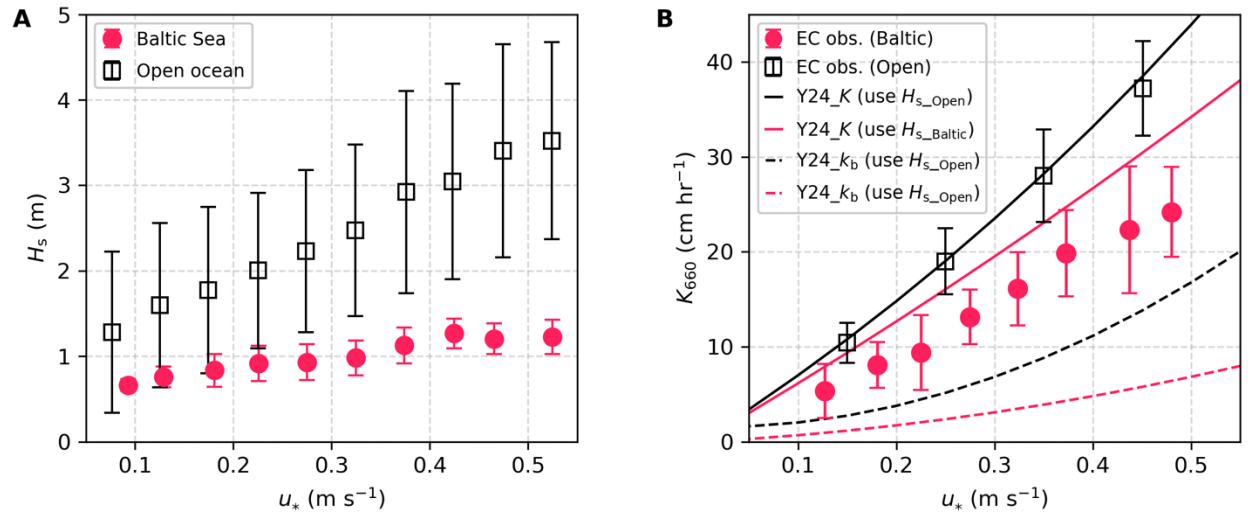 A
Baltic Sea
Open ocean
5
4
3
2
1
0
Hs (m)
0.1 0.2 0.3 0.4 0.5
u* (m s⁻¹)
B
EC obs. (Baltic)
EC obs. (Open)
Y24_K (use Hs_Open)
Y24_K (use Hs_Baltic)
Y24_kb (use Hs_Open)
Y24_kb (use Hs_Open)
40
30
20
10
0
K660 (cm hr⁻¹)
0.1 0.2 0.3 0.4 0.5
u* (m s⁻¹)